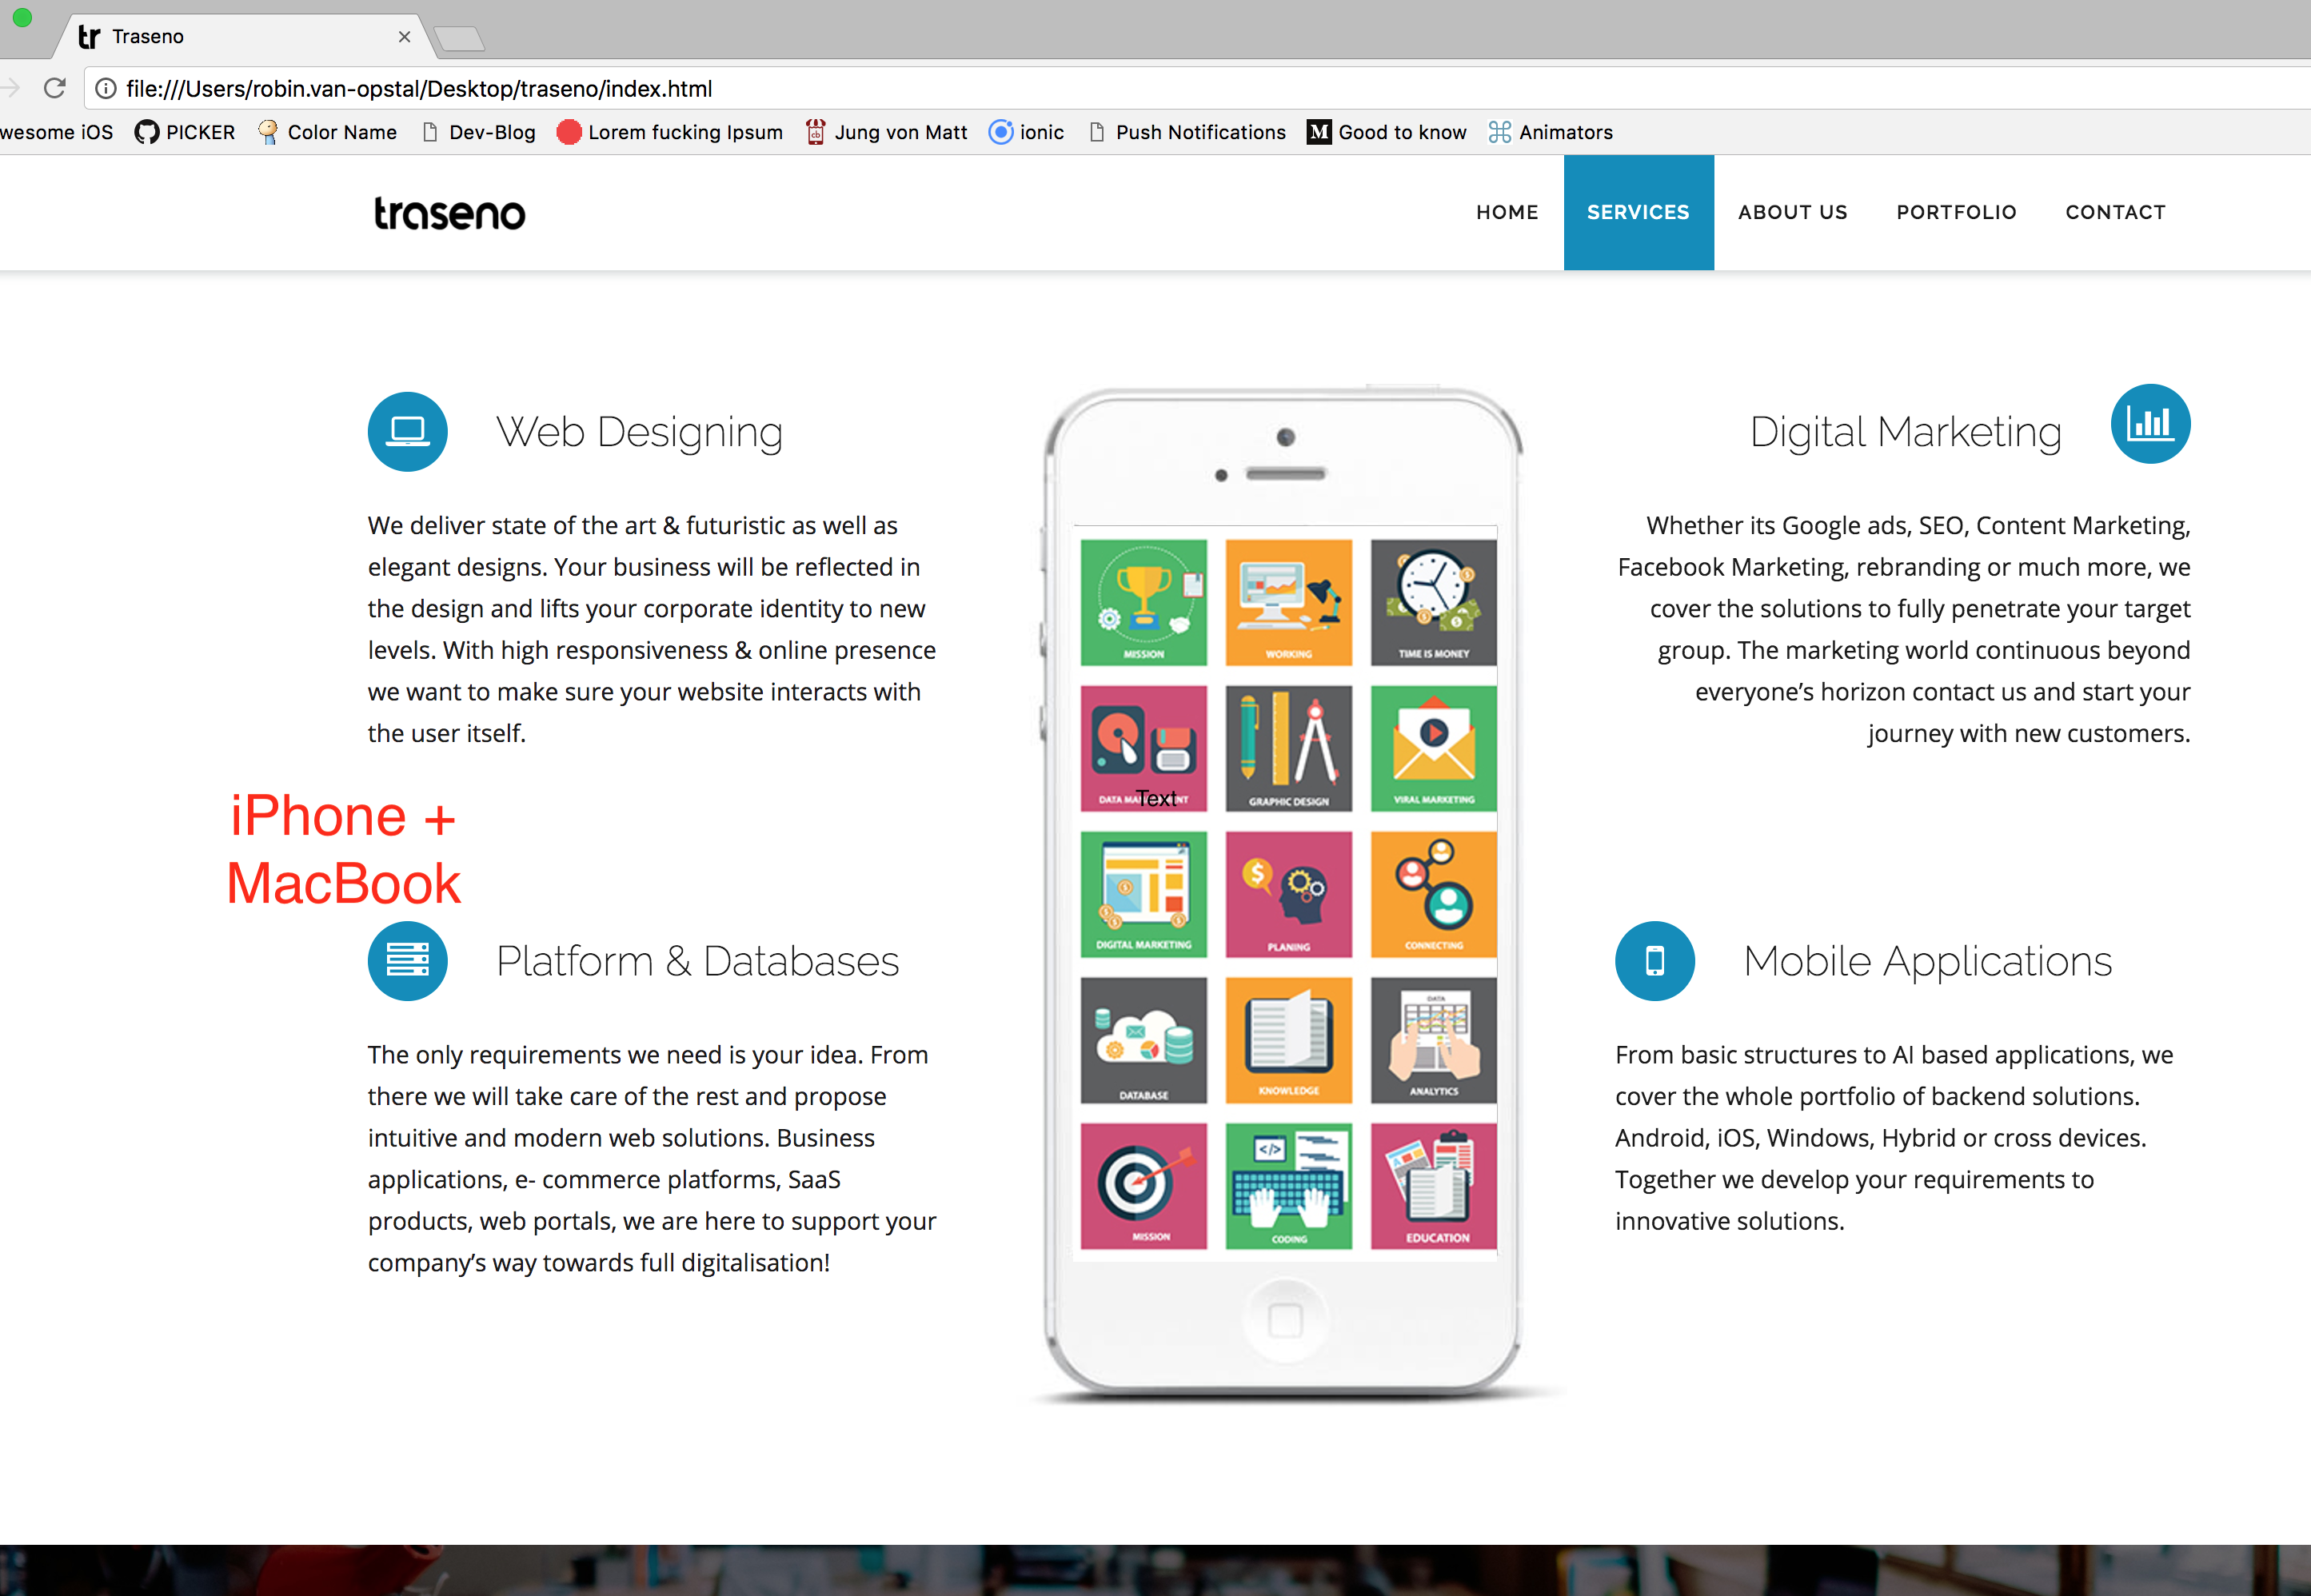 tr Traseno
file:///Users/robin.van-opstal/Desktop/traseno/index.html
wesome iOS PICKER Color Name Dev-Blog Lorem fucking Ipsum Jung von Matt ionic Push Notifications M Good to know Animators
traseno HOME SERVICES ABOUT US PORTFOLIO CONTACT
Web Designing
We deliver state of the art & futuristic as well as
elegant designs. Your business will be reflected in
the design and lifts your corporate identity to new
levels. With high responsiveness & online presence
we want to make sure your website interacts with
the user itself.
iPhone +
MacBook
Platform & Databases
The only requirements we need is your idea. From
there we will take care of the rest and propose
intuitive and modern web solutions. Business
applications, e- commerce platforms, SaaS
products, web portals, we are here to support your
company’s way towards full digitalisation!
MISSION WORKING TIME IS MONEY
DATA Text GRAPHIC DESIGN VIRAL MARKETING
DIGITAL MARKETING PLANING CONNECTING
DATA
DATABASE KNOWLEDGE ANALYTICS
MISSION CODING EDUCATION
Digital Marketing
Whether its Google ads, SEO, Content Marketing,
Facebook Marketing, rebranding or much more, we
cover the solutions to fully penetrate your target
group. The marketing world continuous beyond
everyone’s horizon contact us and start your
journey with new customers.
Mobile Applications
From basic structures to AI based applications, we
cover the whole portfolio of backend solutions.
Android, iOS, Windows, Hybrid or cross devices.
Together we develop your requirements to
innovative solutions.